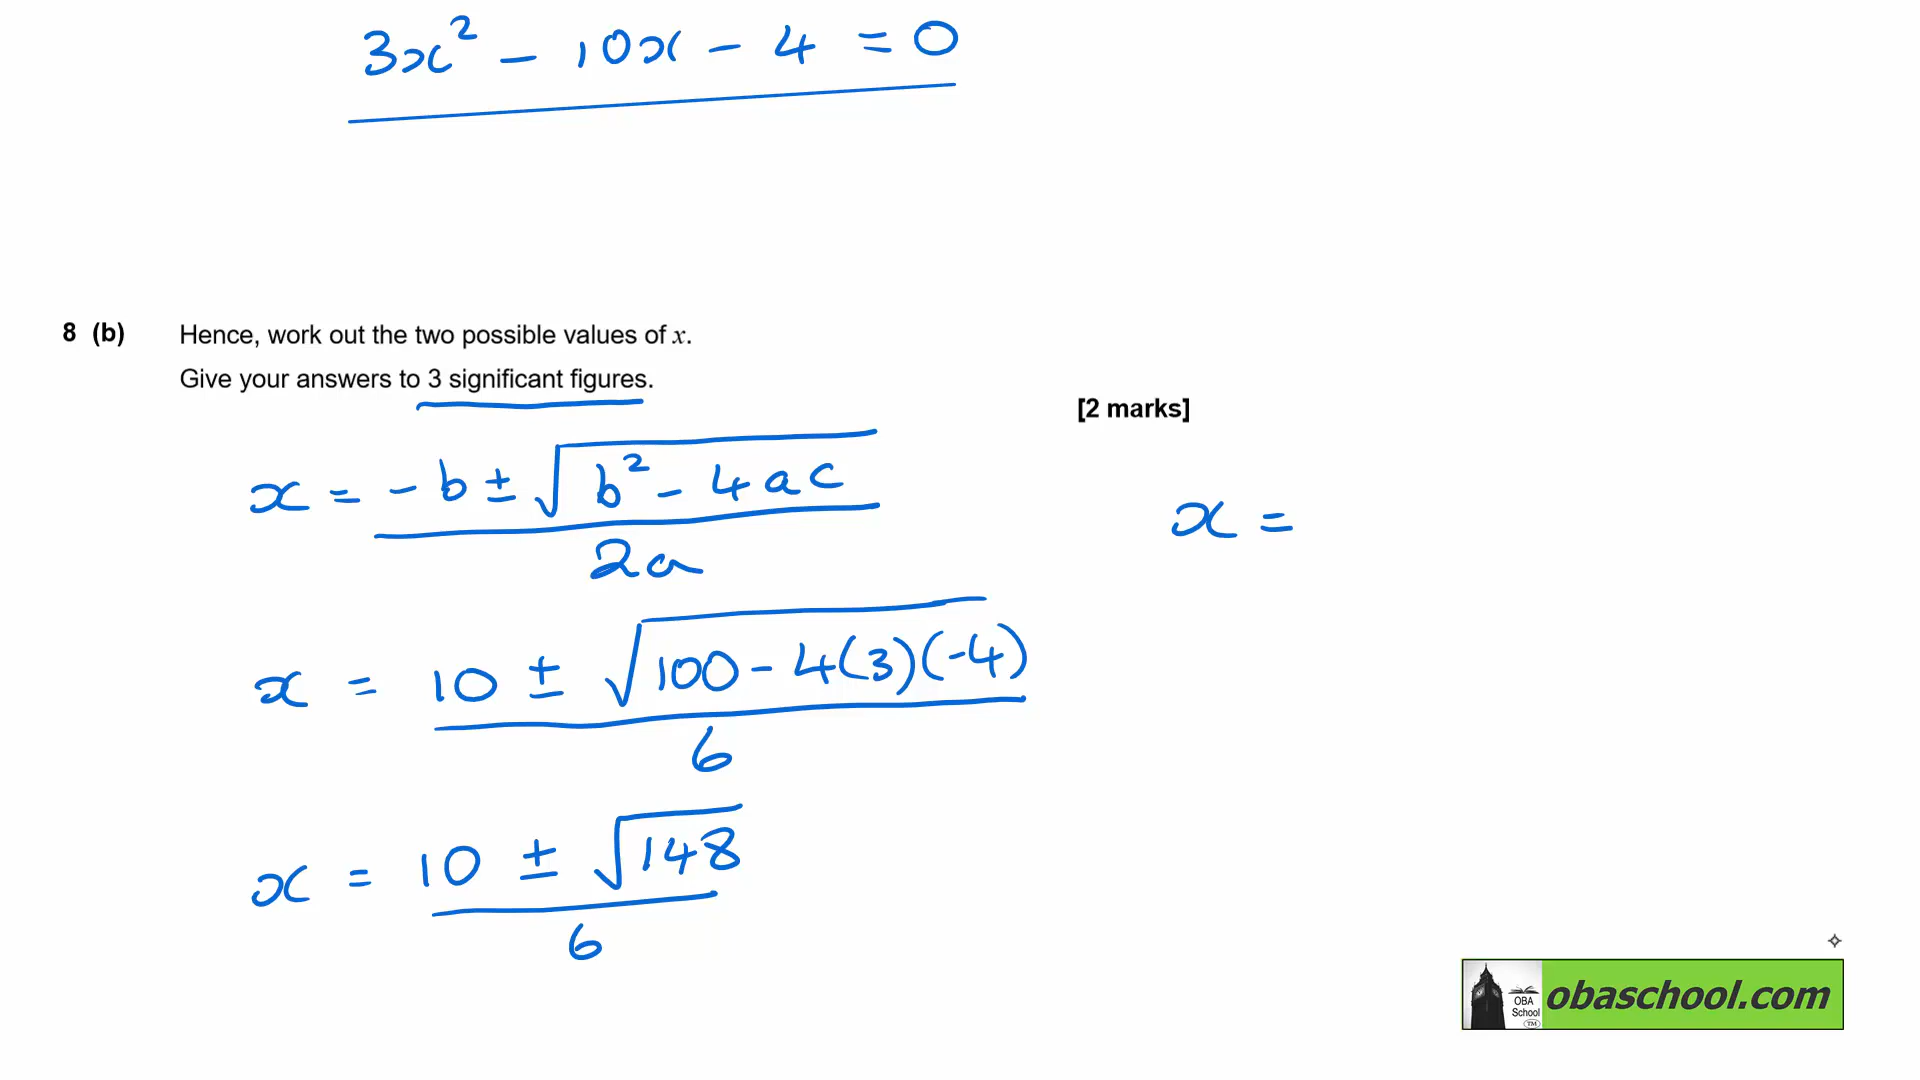 3x² - 10x - 4 = 0
8 (b) Hence, work out the two possible values of x.
Give your answers to 3 significant figures.
[2 marks]
x = (-b ± √(b² - 4ac)) / 2a
x = (10 ± √(100 - 4(3)(-4))) / 6
x = (10 ± √148) / 6
x =
OBA
School
TM
obaschool.com